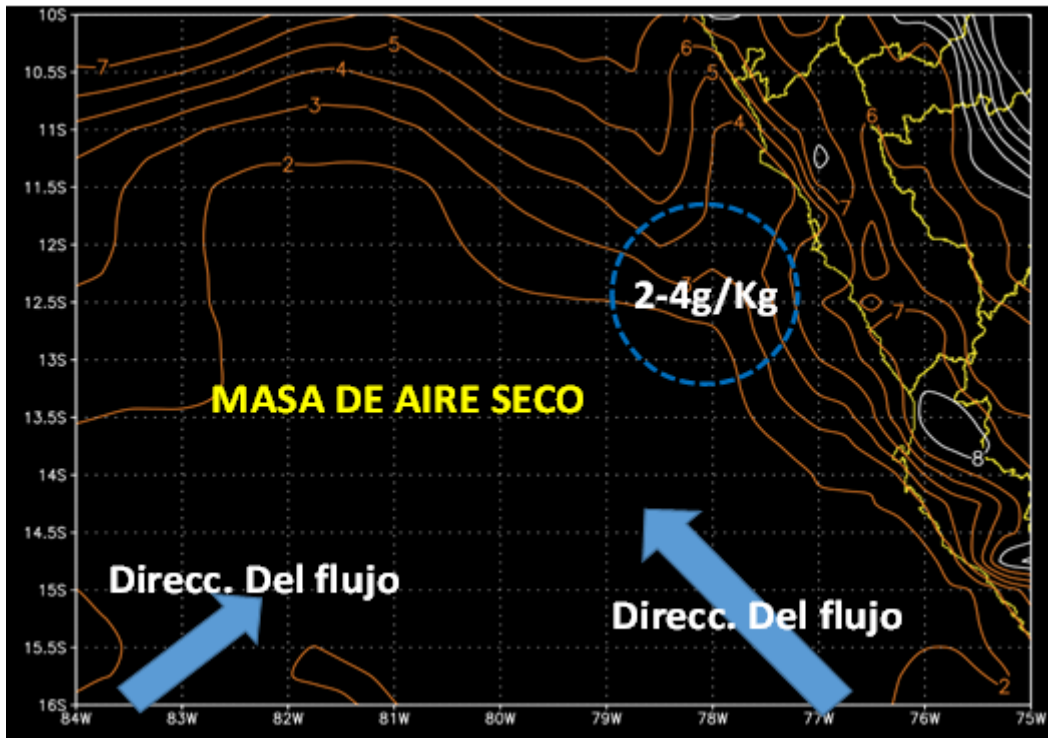 10S
7
5
6
10.5S
4
5
3
4
6
11S
2
11.5S
7
12S
2-4g/Kg
12.5S
7
13S
MASA DE AIRE SECO
13.5S
8
14S
14.5S
Direcc. Del flujo
15S
Direcc. Del flujo
15.5S
2
16S
84W 83W 82W 81W 80W 79W 78W 77W 76W 75W